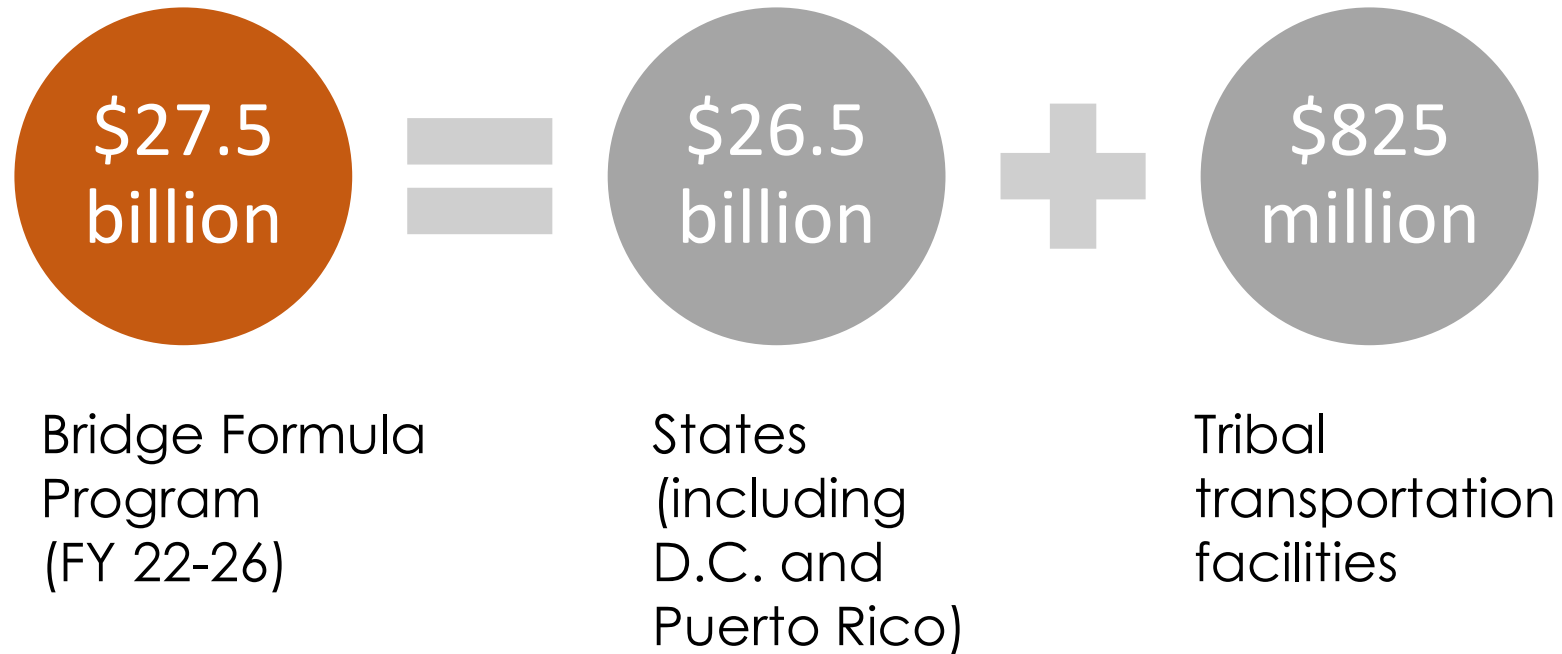 $27.5
billion
$26.5
billion
$825
million
Bridge Formula
Program
(FY 22-26)
States
(including
D.C. and
Puerto Rico)
Tribal
transportation
facilities